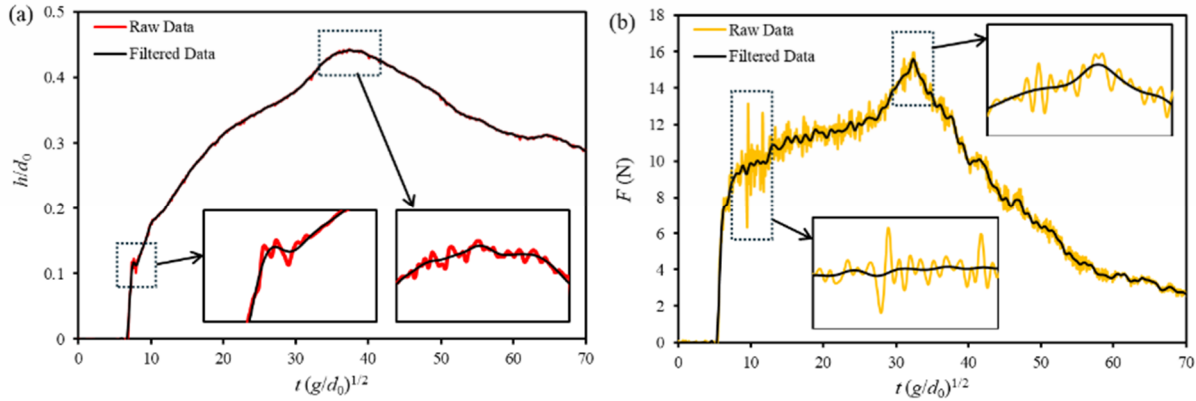 (a)
0.5
0.4
0.3
0.2
0.1
0
h/d0
Raw Data
Filtered Data
0 10 20 30 40 50 60 70
t (g/d0)1/2
(b)
18
16
14
12
10
8
6
4
2
0
F (N)
Raw Data
Filtered Data
0 10 20 30 40 50 60 70
t (g/d0)1/2